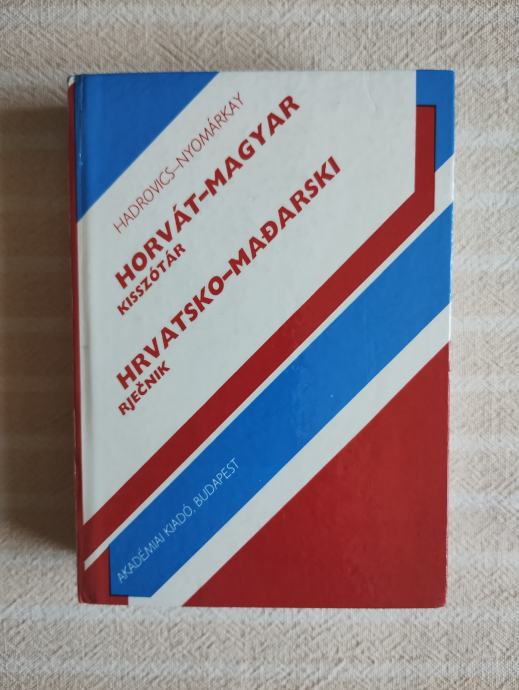 HADROVICS–NYOMÁRKAY
HORVÁT–MAGYAR
KISSZÓTÁR
HRVATSKO–MAĐARSKI
RJEČNIK
AKADÉMIAI KIADÓ, BUDAPEST